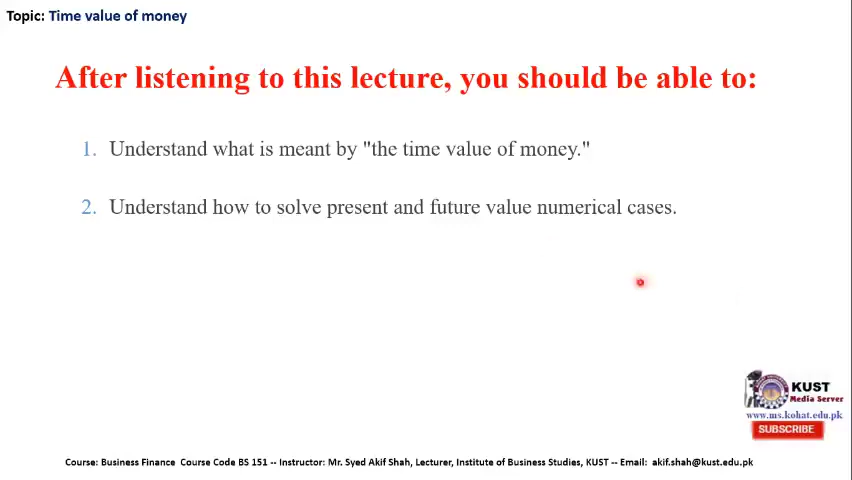 Topic: Time value of money
After listening to this lecture, you should be able to:
1. Understand what is meant by "the time value of money."
2. Understand how to solve present and future value numerical cases.
KUST
Media Server
www.ms.kohat.edu.pk
SUBSCRIBE
Course: Business Finance Course Code BS 151 -- Instructor: Mr. Syed Akif Shah, Lecturer, Institute of Business Studies, KUST -- Email: akif.shah@kust.edu.pk